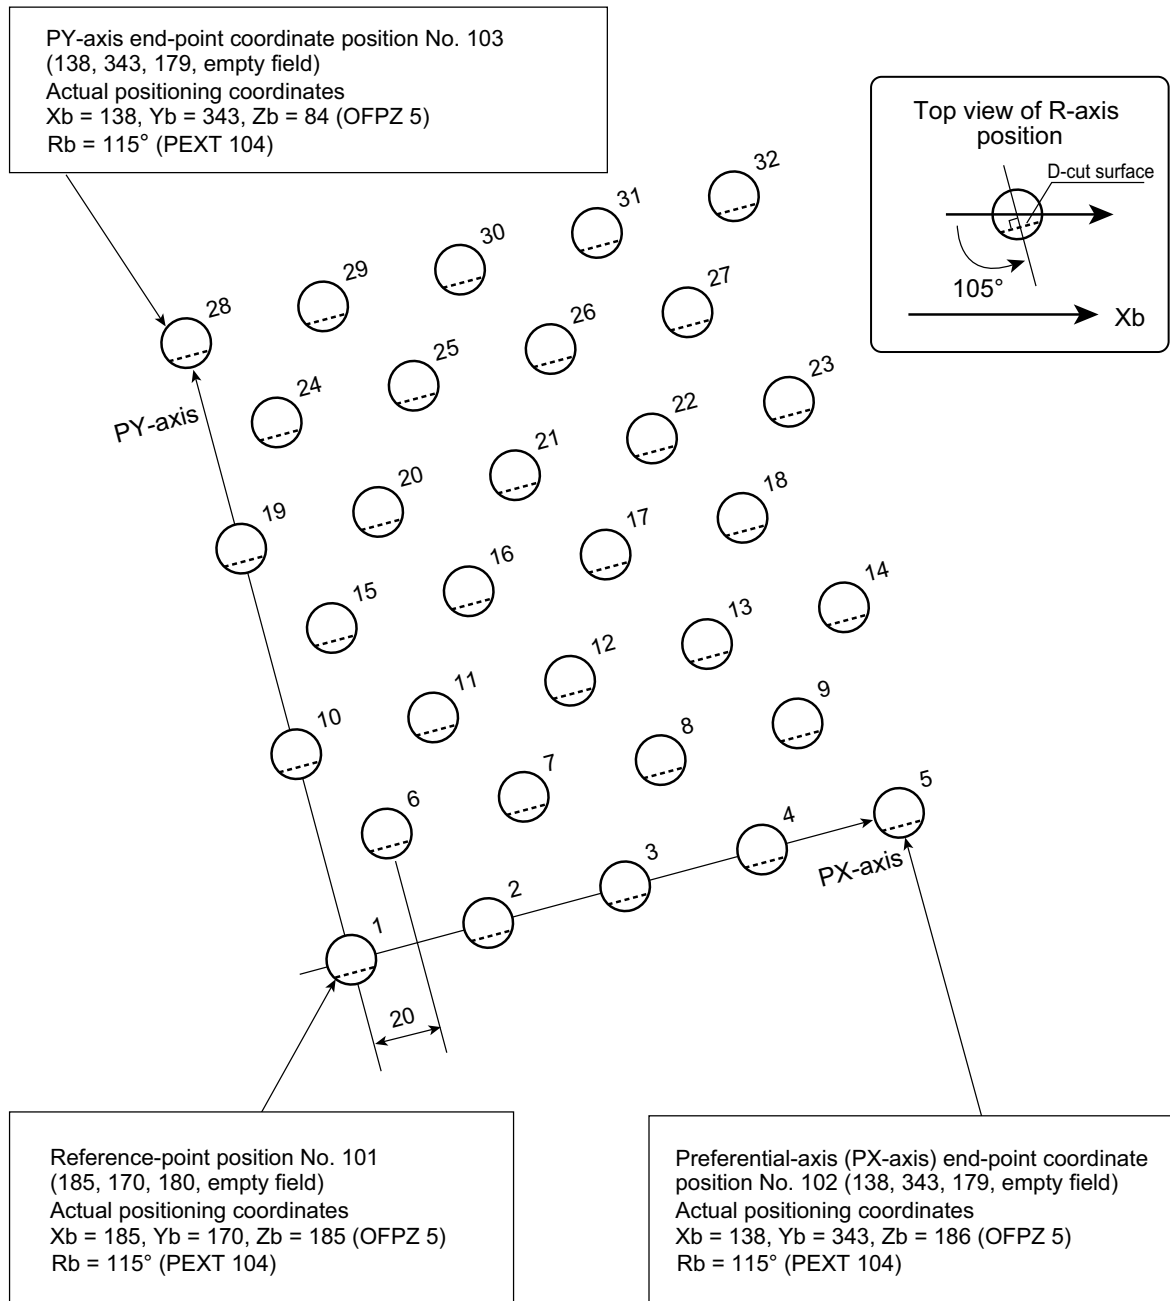 PY-axis end-point coordinate position No. 103
(138, 343, 179, empty field)
Actual positioning coordinates
Xb = 138, Yb = 343, Zb = 84 (OFPZ 5)
Rb = 115° (PEXT 104)
Top view of R-axis
position
D-cut surface
105°
Xb
32
31
30
29
28
27
26
25
24
PY-axis
23
22
21
20
19
18
17
16
15
14
13
12
11
10
9
8
7
6
5
4
3
2
1
PX-axis
20
Reference-point position No. 101
(185, 170, 180, empty field)
Actual positioning coordinates
Xb = 185, Yb = 170, Zb = 185 (OFPZ 5)
Rb = 115° (PEXT 104)
Preferential-axis (PX-axis) end-point coordinate
position No. 102 (138, 343, 179, empty field)
Actual positioning coordinates
Xb = 138, Yb = 343, Zb = 186 (OFPZ 5)
Rb = 115° (PEXT 104)